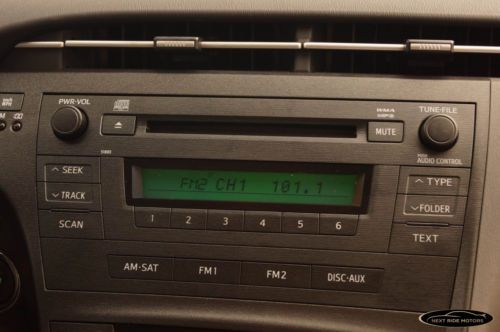 PWR-VOL
WMA
MP3
TUNE-FILE
MUTE
AUDIO CONTROL
SEEK
TRACK
SCAN
FM2 CH1 101.1
1 2 3 4 5 6
TYPE
FOLDER
TEXT
AM-SAT FM1 FM2 DISC-AUX
NEXT RIDE MOTORS